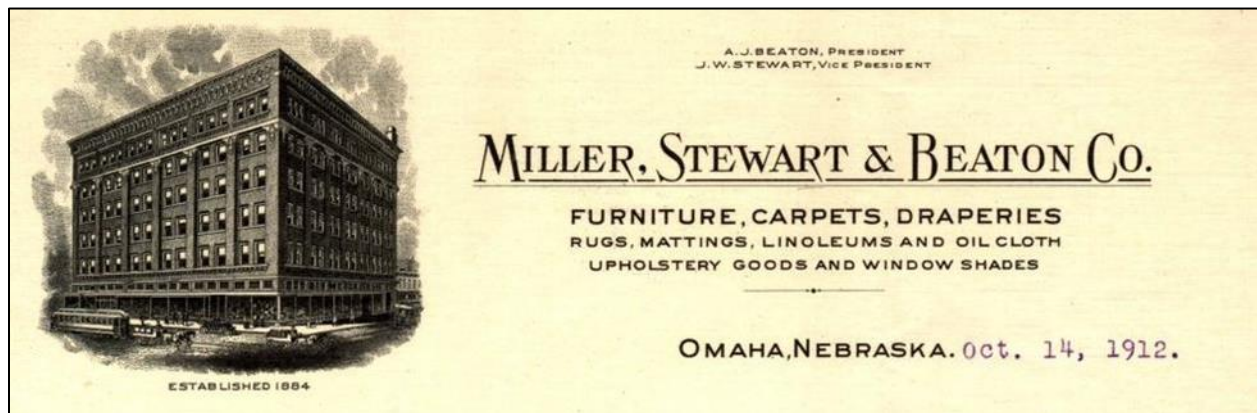 A.J. BEATON, PRESIDENT
J.W. STEWART, VICE PRESIDENT
MILLER, STEWART & BEATON CO.
FURNITURE, CARPETS, DRAPERIES
RUGS, MATTINGS, LINOLEUMS AND OIL CLOTH
UPHOLSTERY GOODS AND WINDOW SHADES
OMAHA, NEBRASKA. Oct. 14, 1912.
ESTABLISHED 1884